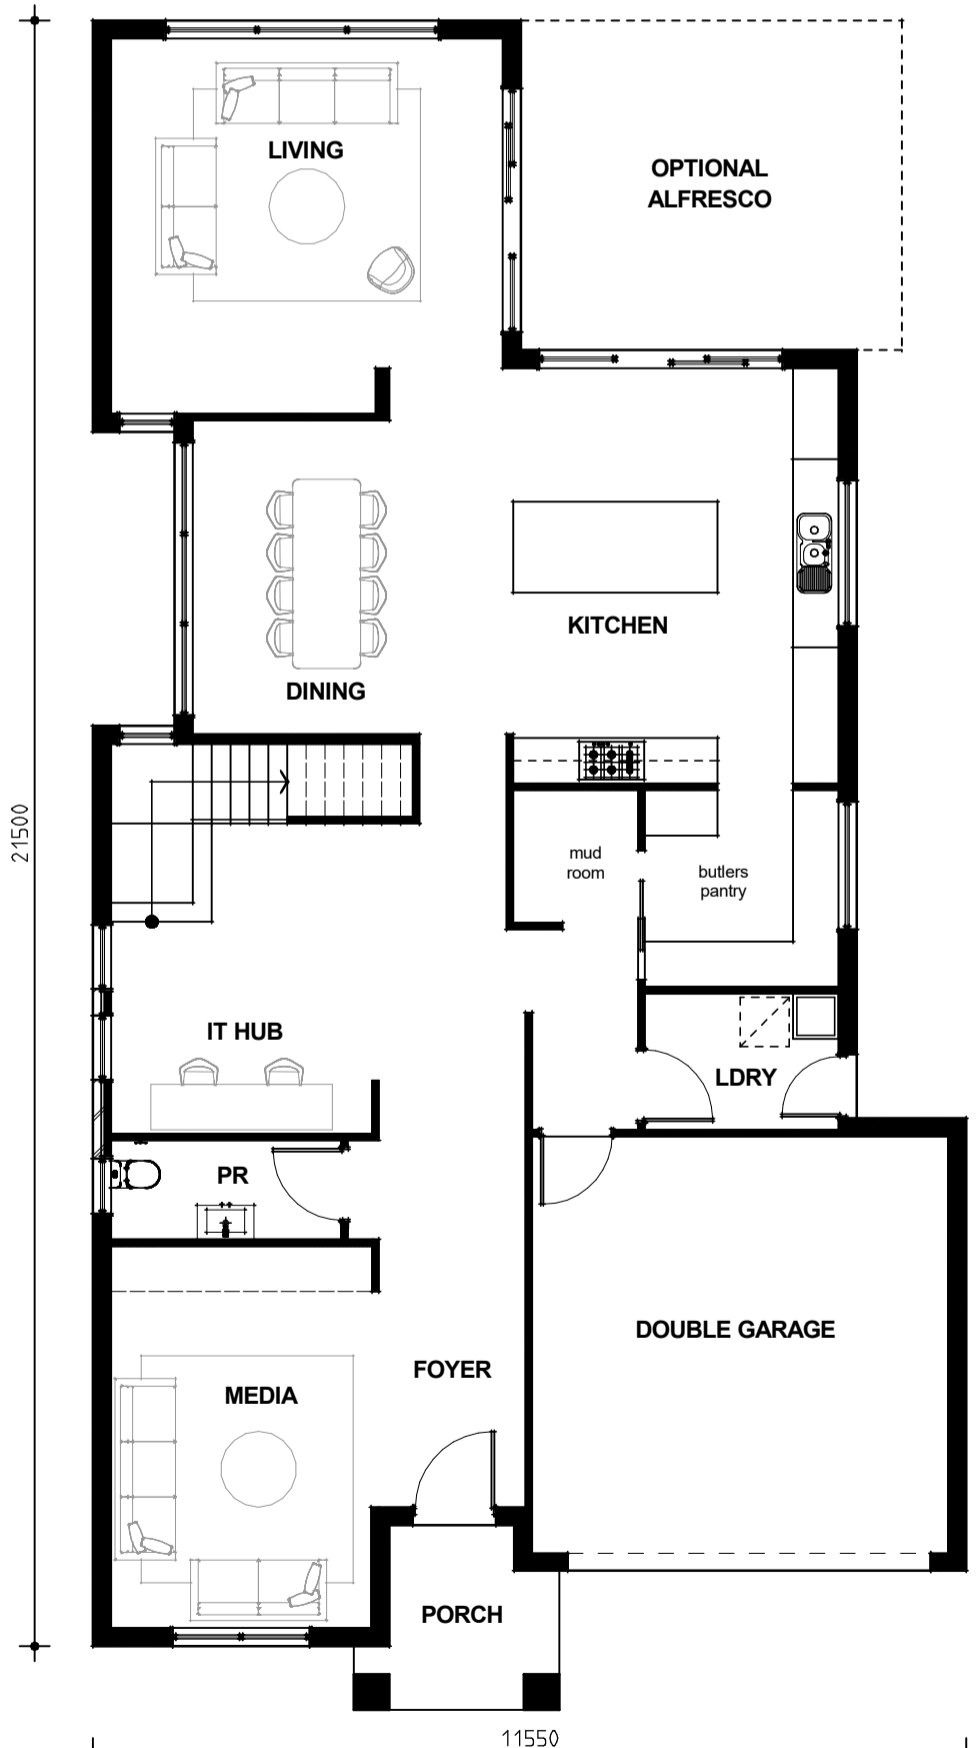 LIVING
OPTIONAL
ALFRESCO
KITCHEN
DINING
21500
mud
room
butlers
pantry
IT HUB
LDRY
PR
DOUBLE GARAGE
FOYER
MEDIA
PORCH
11550